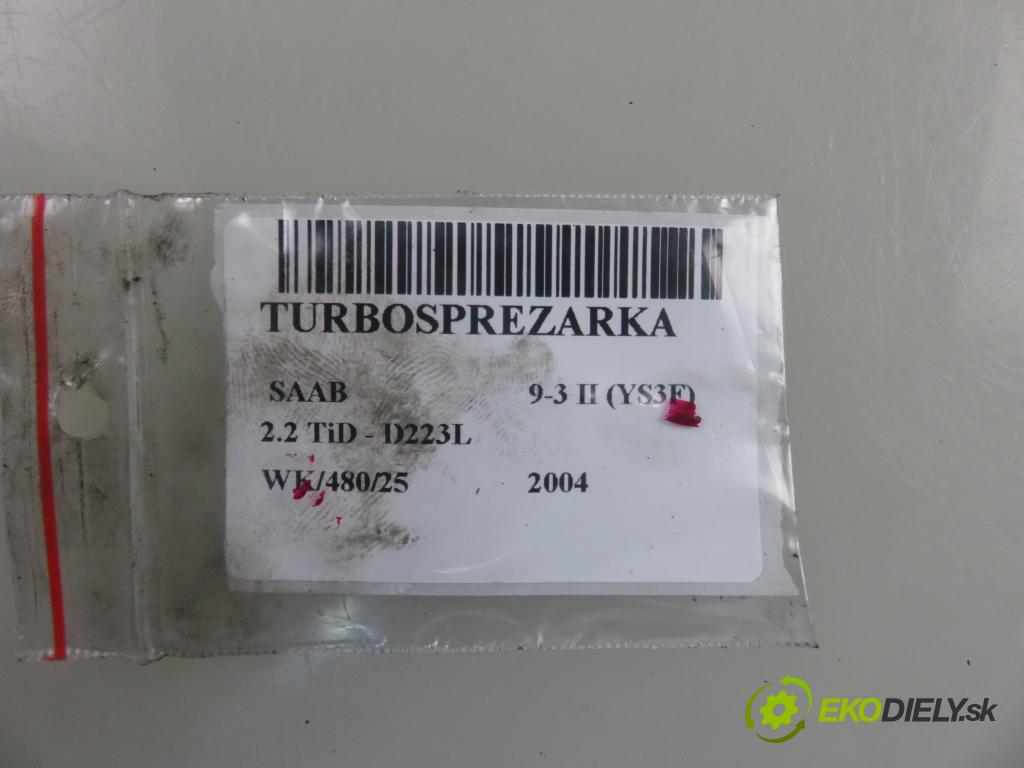 TURBOSPREZARKA
SAAB 9-3 II (YS3F)
2.2 TiD - D223L
WK/480/25 2004
EKODIELY.sk